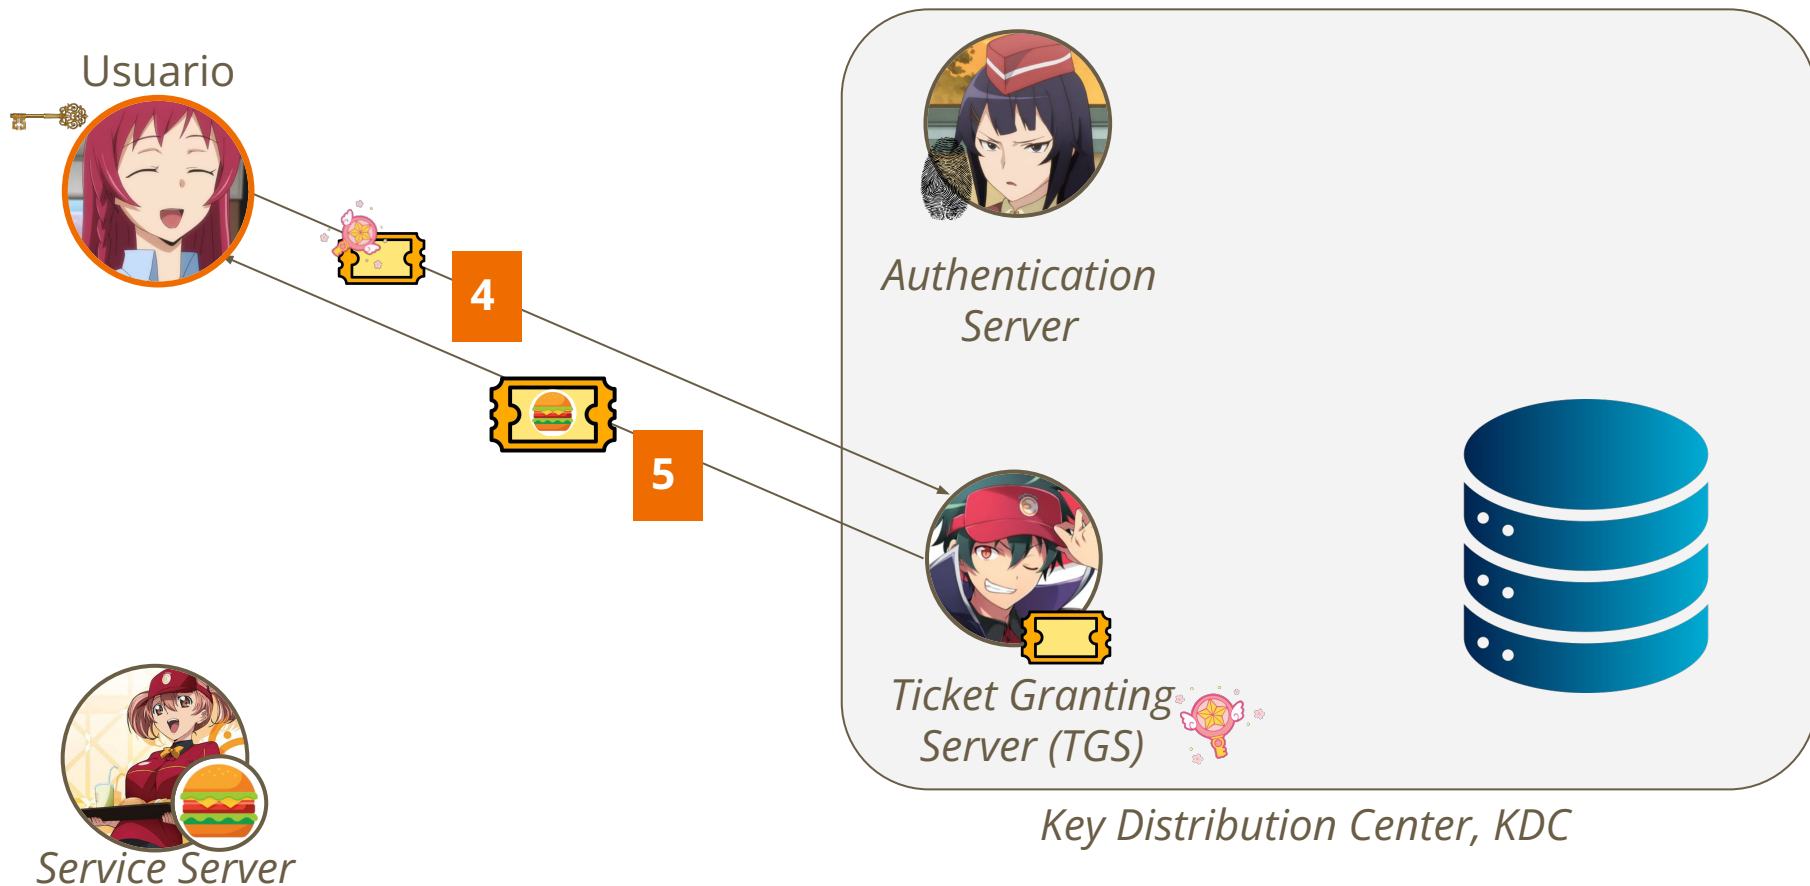 Usuario
4
5
Authentication
Server
Ticket Granting
Server (TGS)
Key Distribution Center, KDC
Service Server